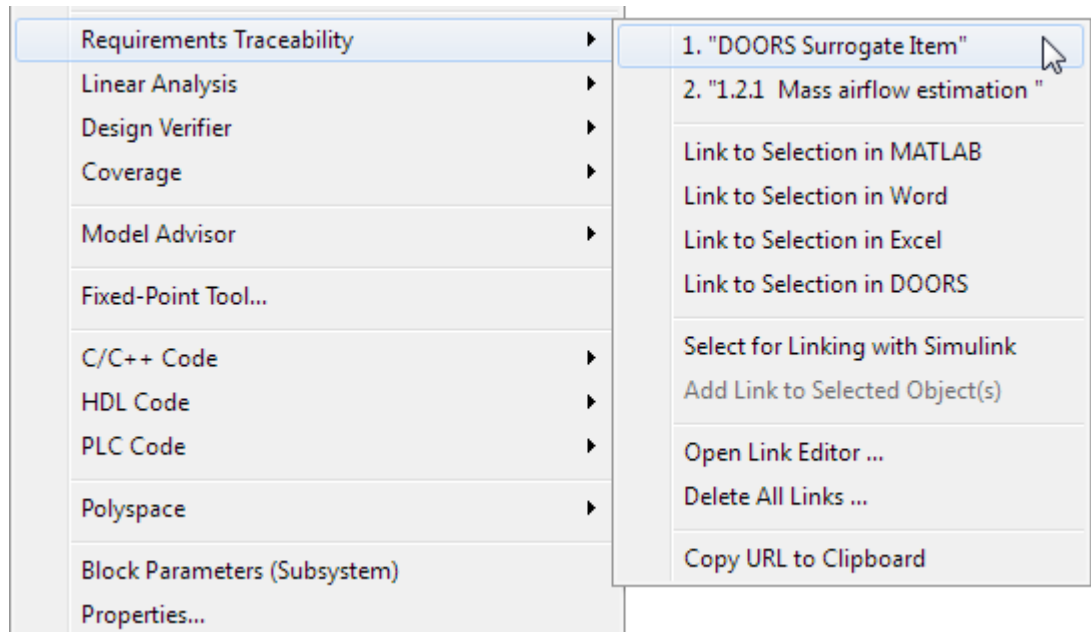 Requirements Traceability
Linear Analysis
Design Verifier
Coverage
Model Advisor
Fixed-Point Tool...
C/C++ Code
HDL Code
PLC Code
Polyspace
Block Parameters (Subsystem)
Properties...
1. "DOORS Surrogate Item"
2. "1.2.1  Mass airflow estimation "
Link to Selection in MATLAB
Link to Selection in Word
Link to Selection in Excel
Link to Selection in DOORS
Select for Linking with Simulink
Add Link to Selected Object(s)
Open Link Editor ...
Delete All Links ...
Copy URL to Clipboard